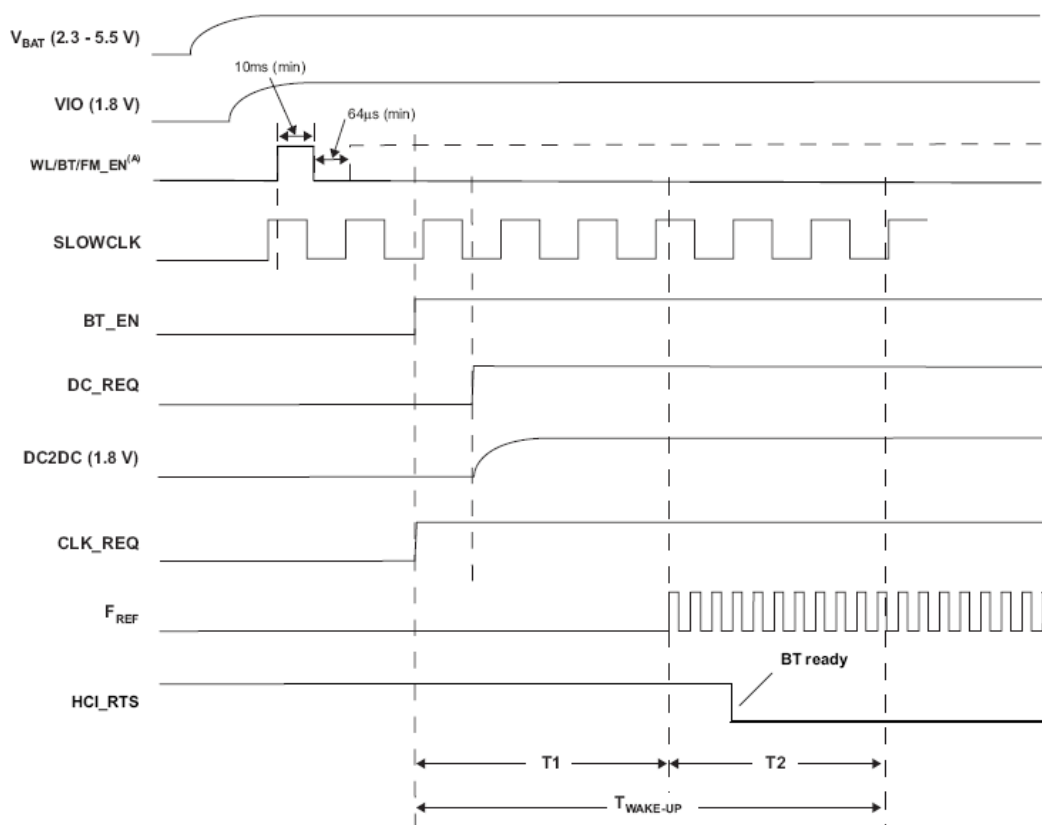 V_BAT (2.3 - 5.5 V)
10ms (min)
VIO (1.8 V)
64µs (min)
WL/BT/FM_EN(A)
SLOWCLK
BT_EN
DC_REQ
DC2DC (1.8 V)
CLK_REQ
F_REF
BT ready
HCI_RTS
T1 T2
T_WAKE-UP